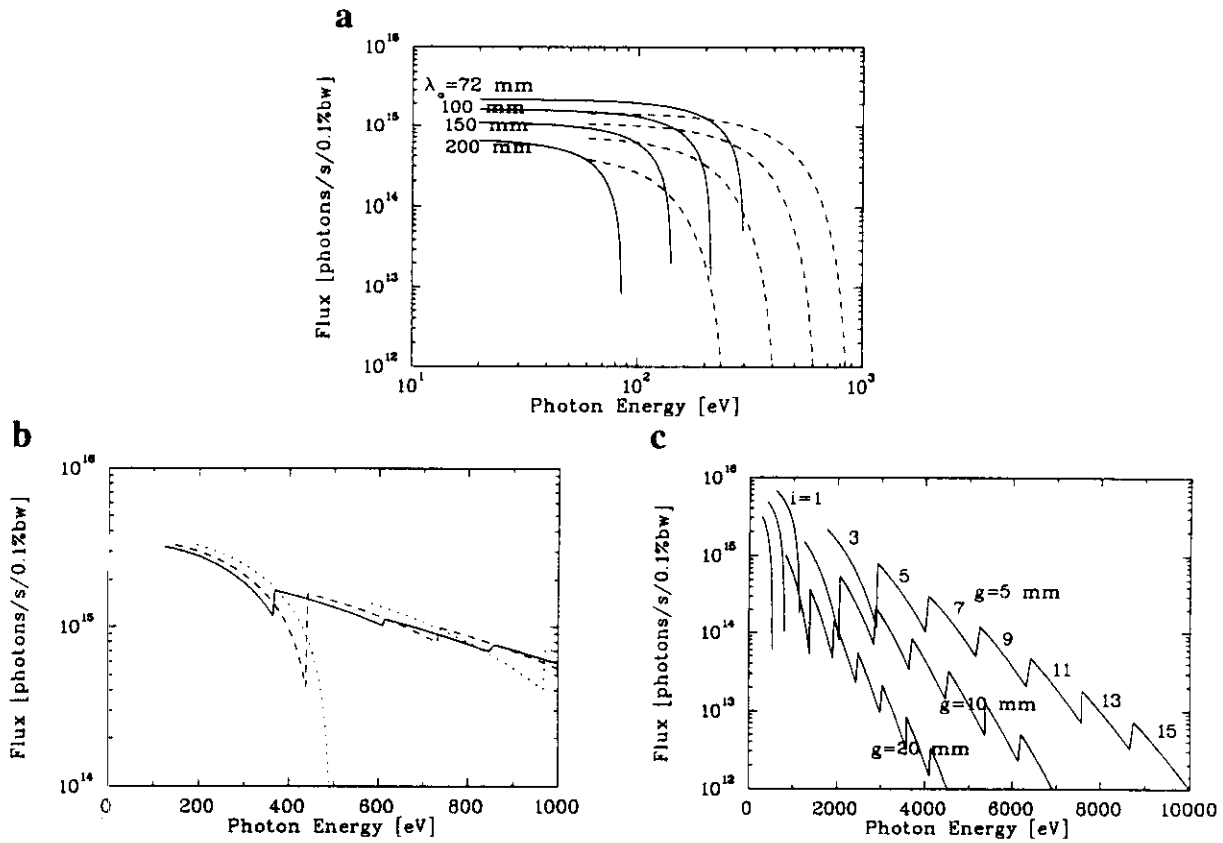 a
10^16
10^15
10^14
10^13
10^12
Flux [photons/s/0.1%bw]
λ_o=72 mm
100 mm
150 mm
200 mm
10^1
10^2
10^3
Photon Energy [eV]
b
10^16
10^15
10^14
Flux [photons/s/0.1%bw]
0
200
400
600
800
1000
Photon Energy [eV]
c
10^16
10^15
10^14
10^13
10^12
Flux [photons/s/0.1%bw]
i=1
3
5
7
9
11
13
15
g=5 mm
g=10 mm
g=20 mm
0
2000
4000
6000
8000
10000
Photon Energy [eV]